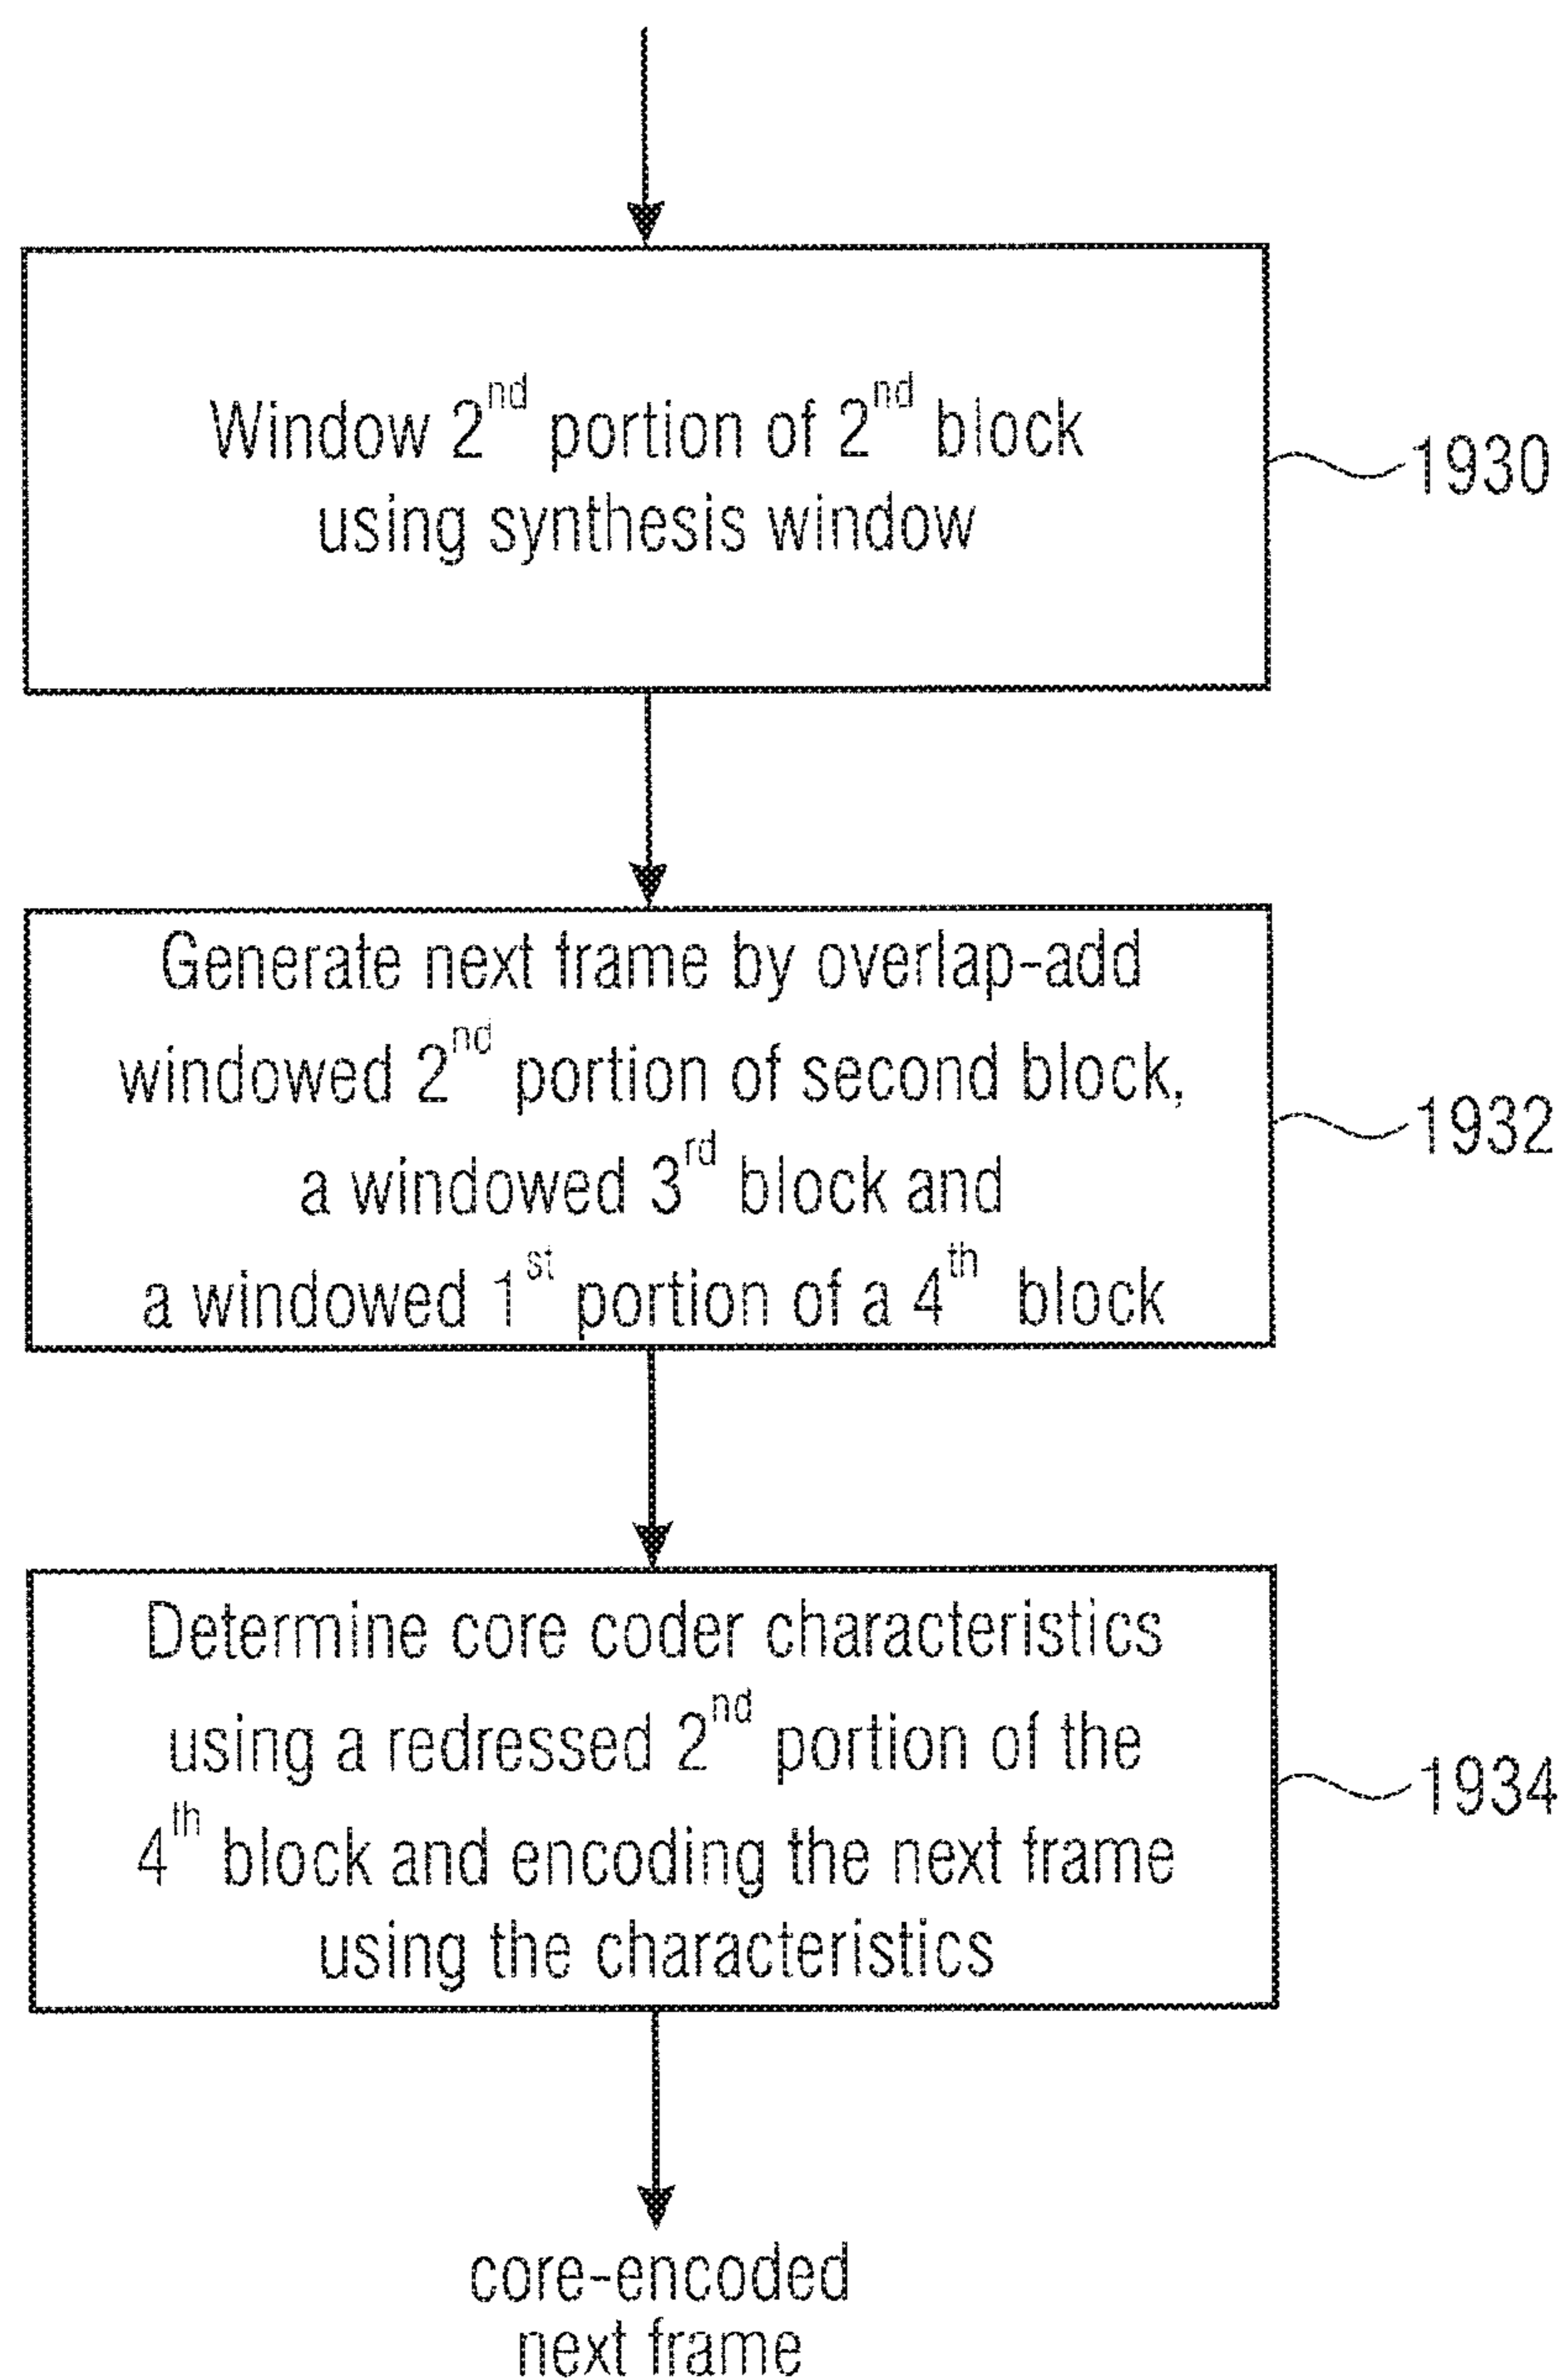 Window 2nd portion of 2nd block
using synthesis window
1930
Generate next frame by overlap-add
windowed 2nd portion of second block,
a windowed 3rd block and
a windowed 1st portion of a 4th block
1932
Determine core coder characteristics
using a redressed 2nd portion of the
4th block and encoding the next frame
using the characteristics
1934
core-encoded
next frame